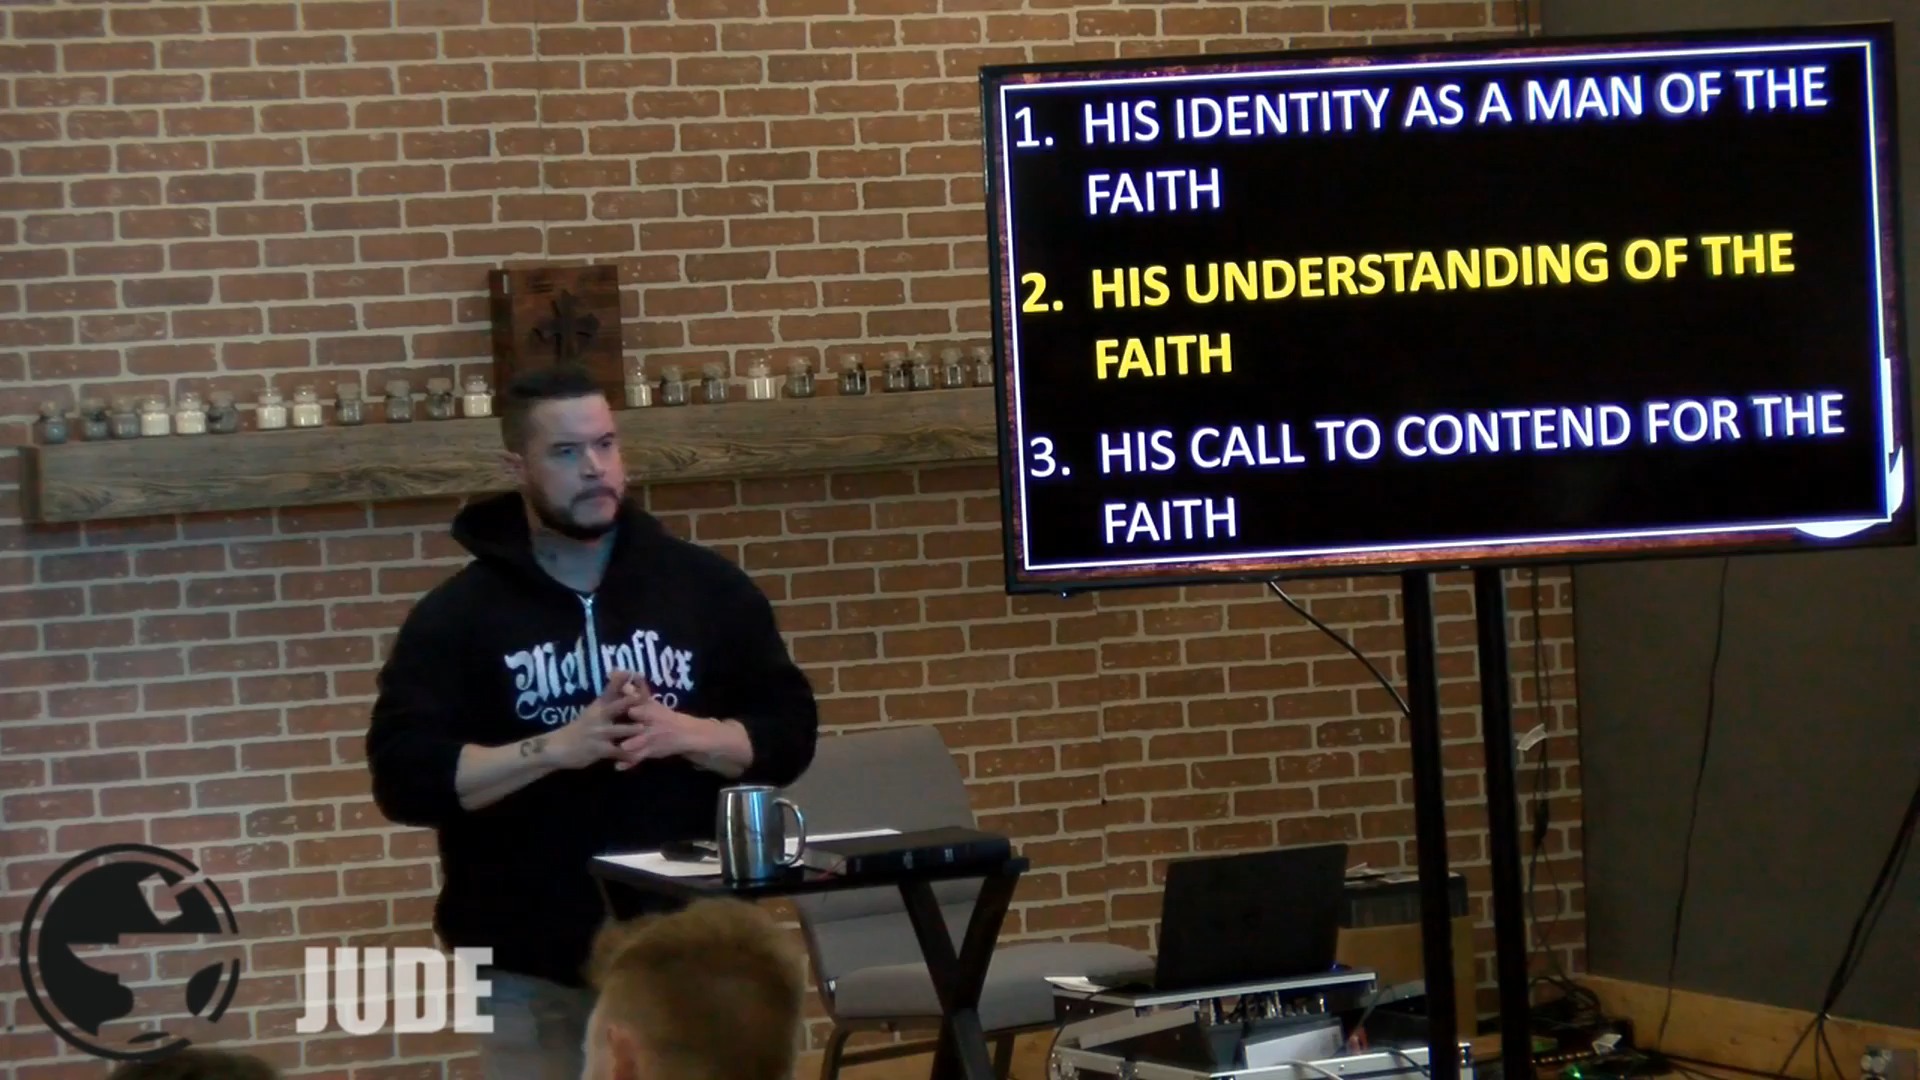 1. HIS IDENTITY AS A MAN OF THE
FAITH
2. HIS UNDERSTANDING OF THE
FAITH
3. HIS CALL TO CONTEND FOR THE
FAITH
Metroflex
JUDE